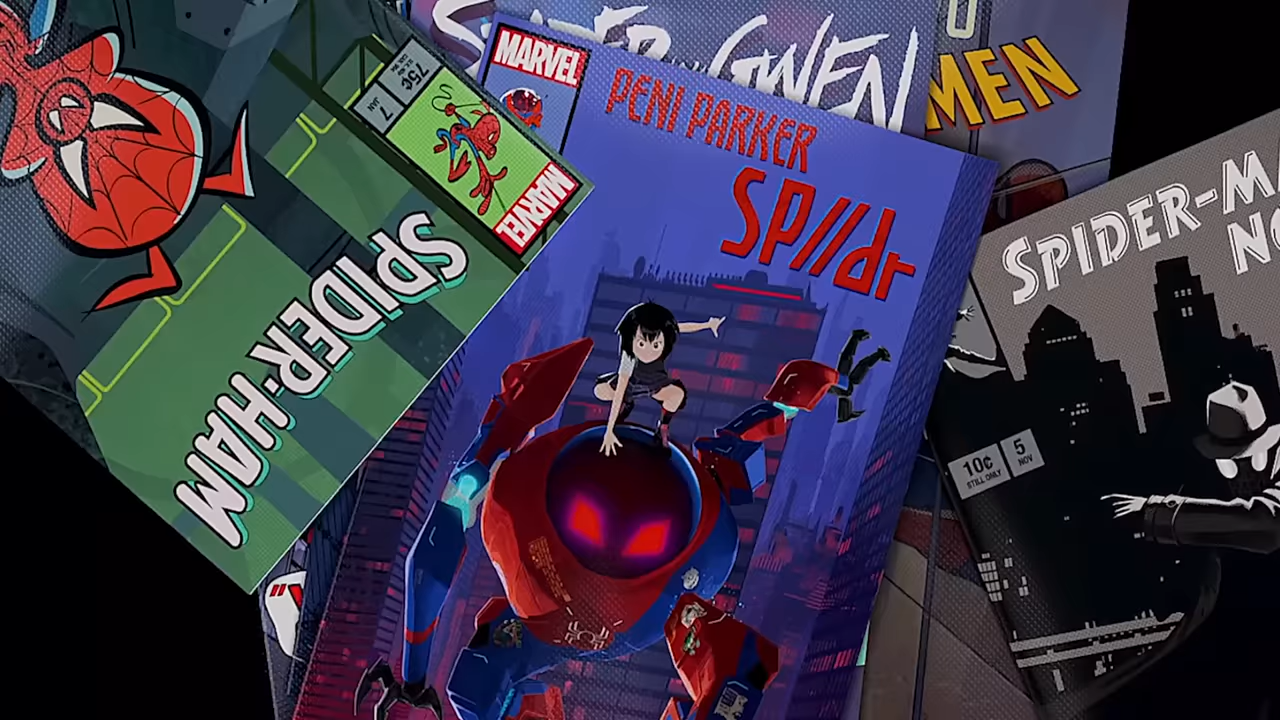 SPIDER-GWEN
MEN
MARVEL
PENI PARKER
SP//dr
75¢
7
JAN
MARVEL
SPIDER-HAM
SPIDER-M
N
10¢
STILL ONLY
5
NOV